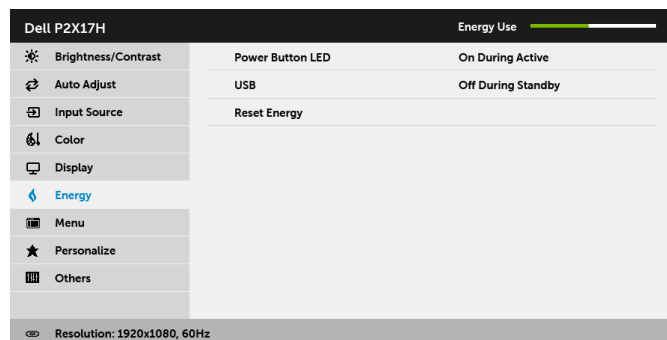 Dell P2X17H Energy Use
Brightness/Contrast Power Button LED On During Active
Auto Adjust USB Off During Standby
Input Source Reset Energy
Color
Display
Energy
Menu
Personalize
Others
Resolution: 1920x1080, 60Hz